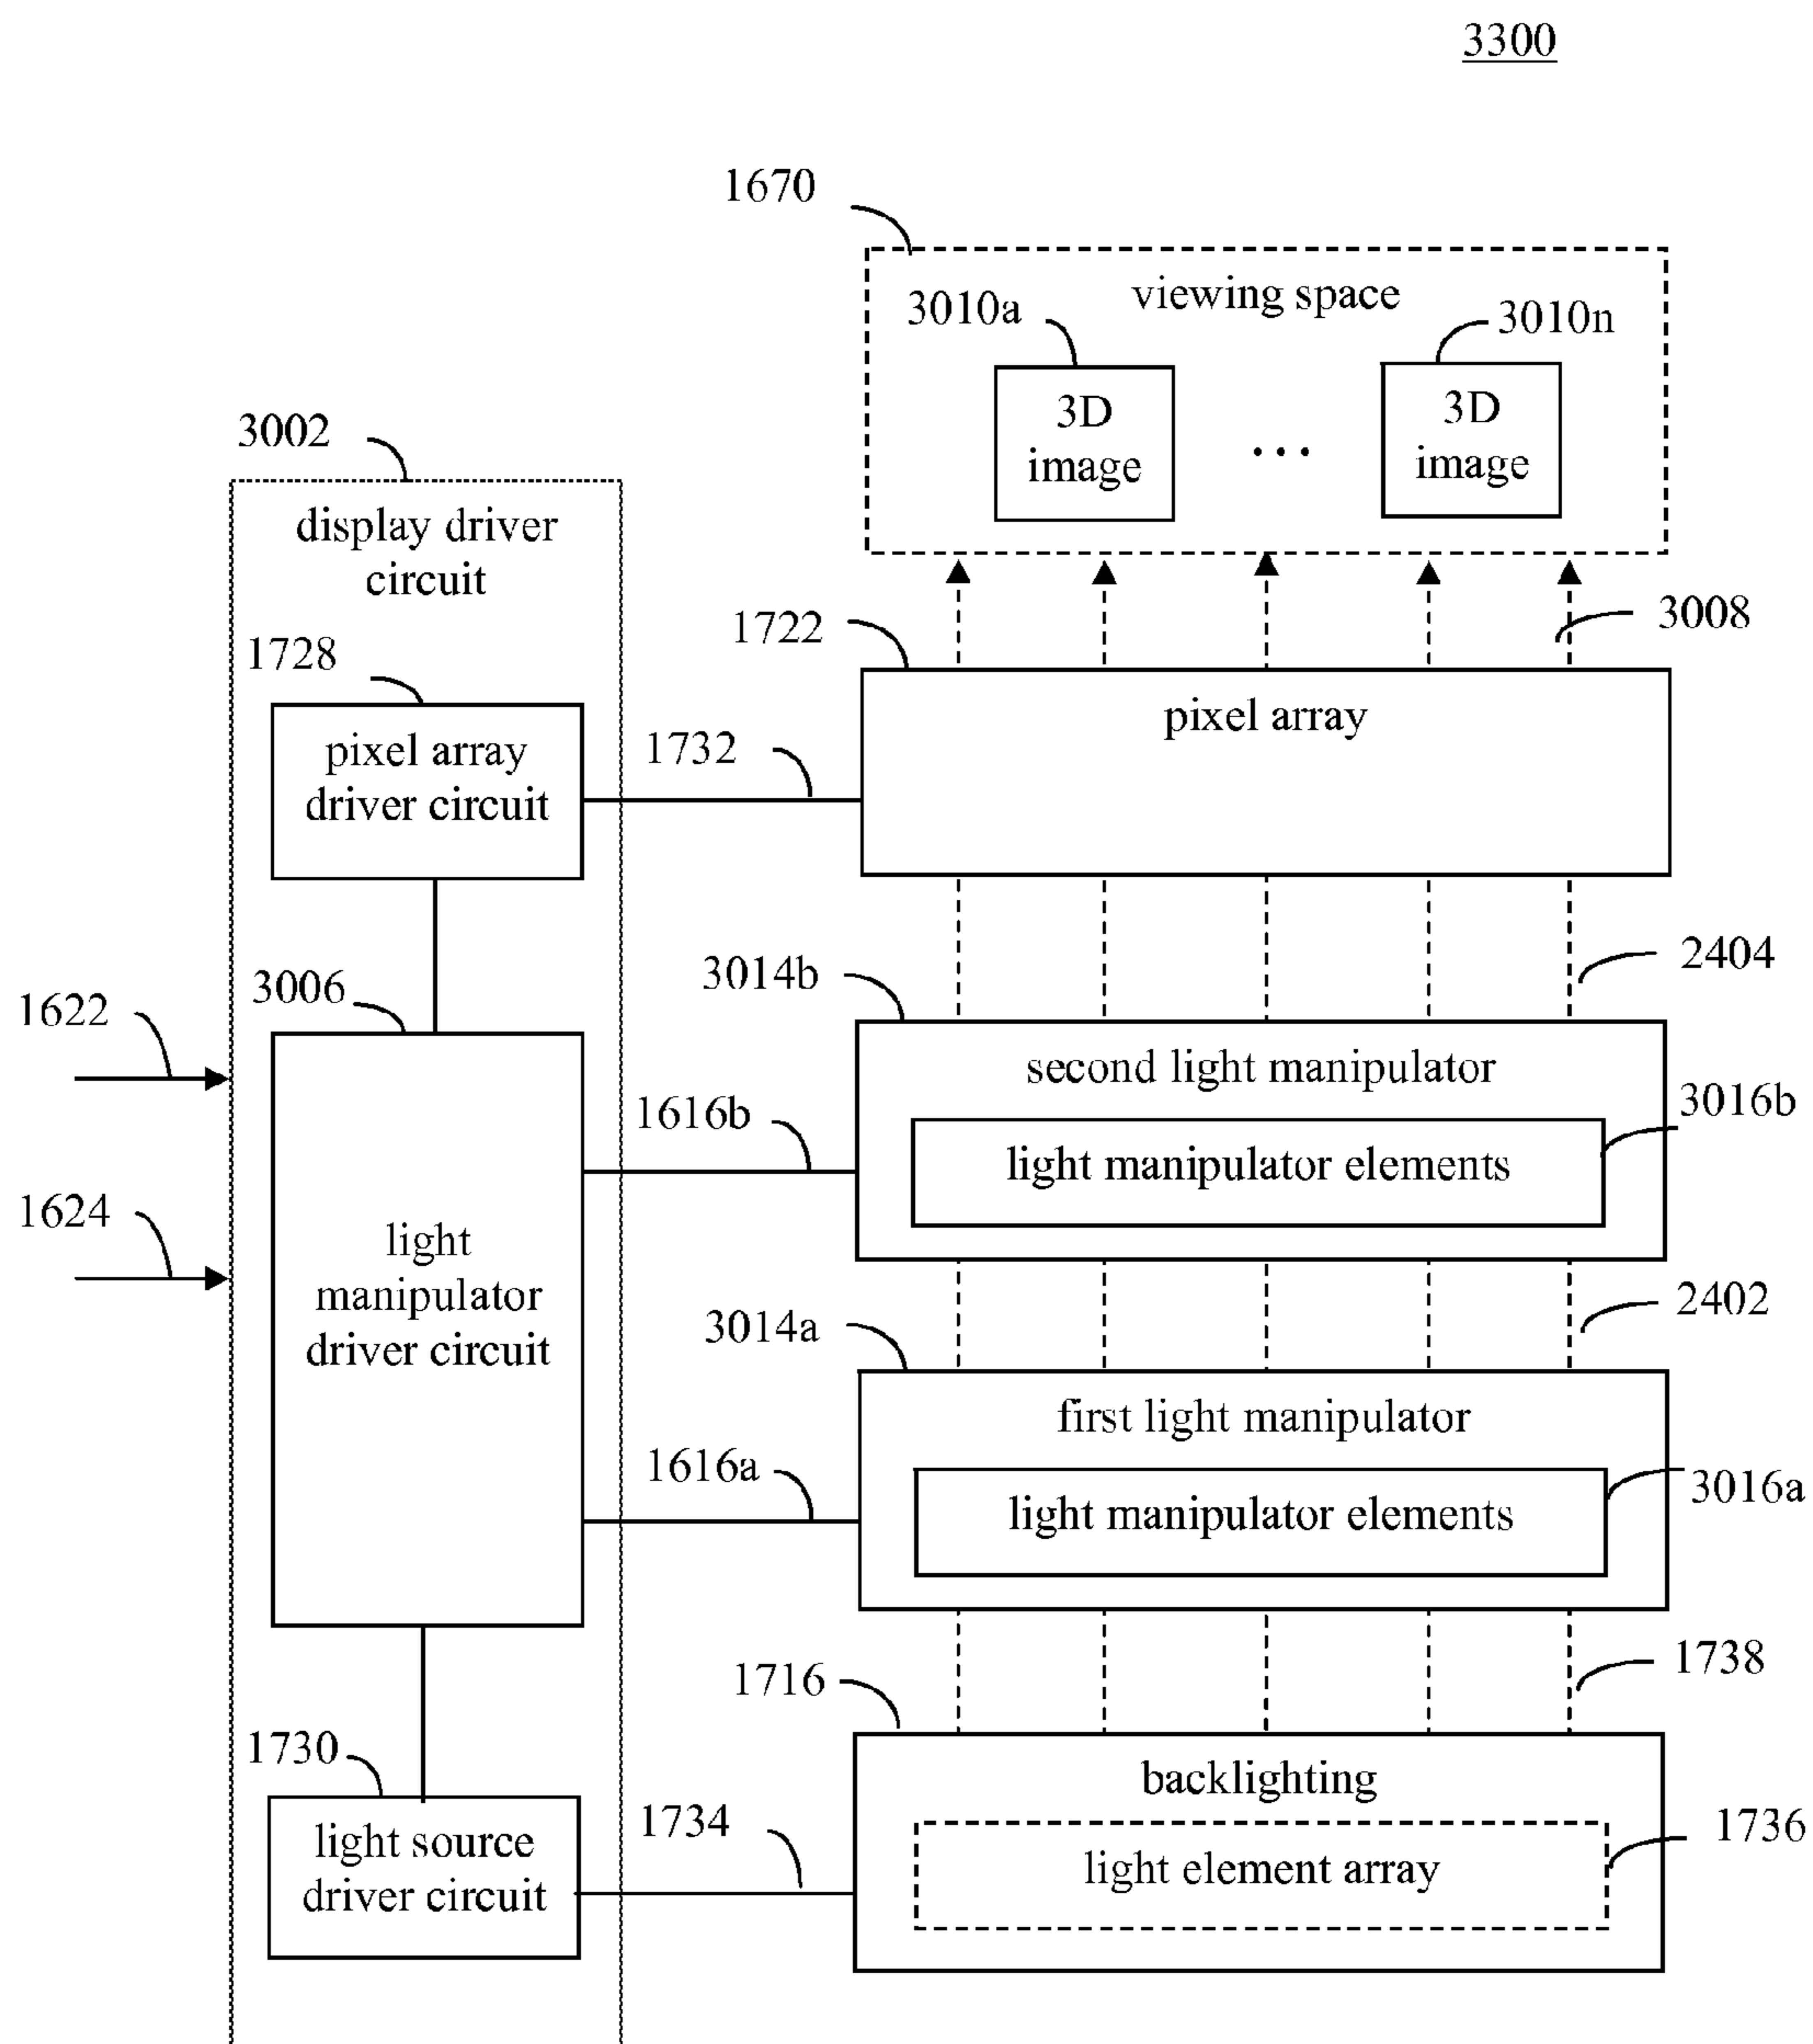 3300
1670
viewing space
3010a
3010n
3D
image
...
3D
image
3002
display driver
circuit
3008
1722
1728
pixel array
pixel array
driver circuit
1732
2404
3014b
3006
1622
second light manipulator
3016b
1616b
light manipulator elements
1624
light
manipulator
driver circuit
2402
3014a
first light manipulator
1616a
3016a
light manipulator elements
1738
1716
1730
backlighting
1734
1736
light source
driver circuit
light element array